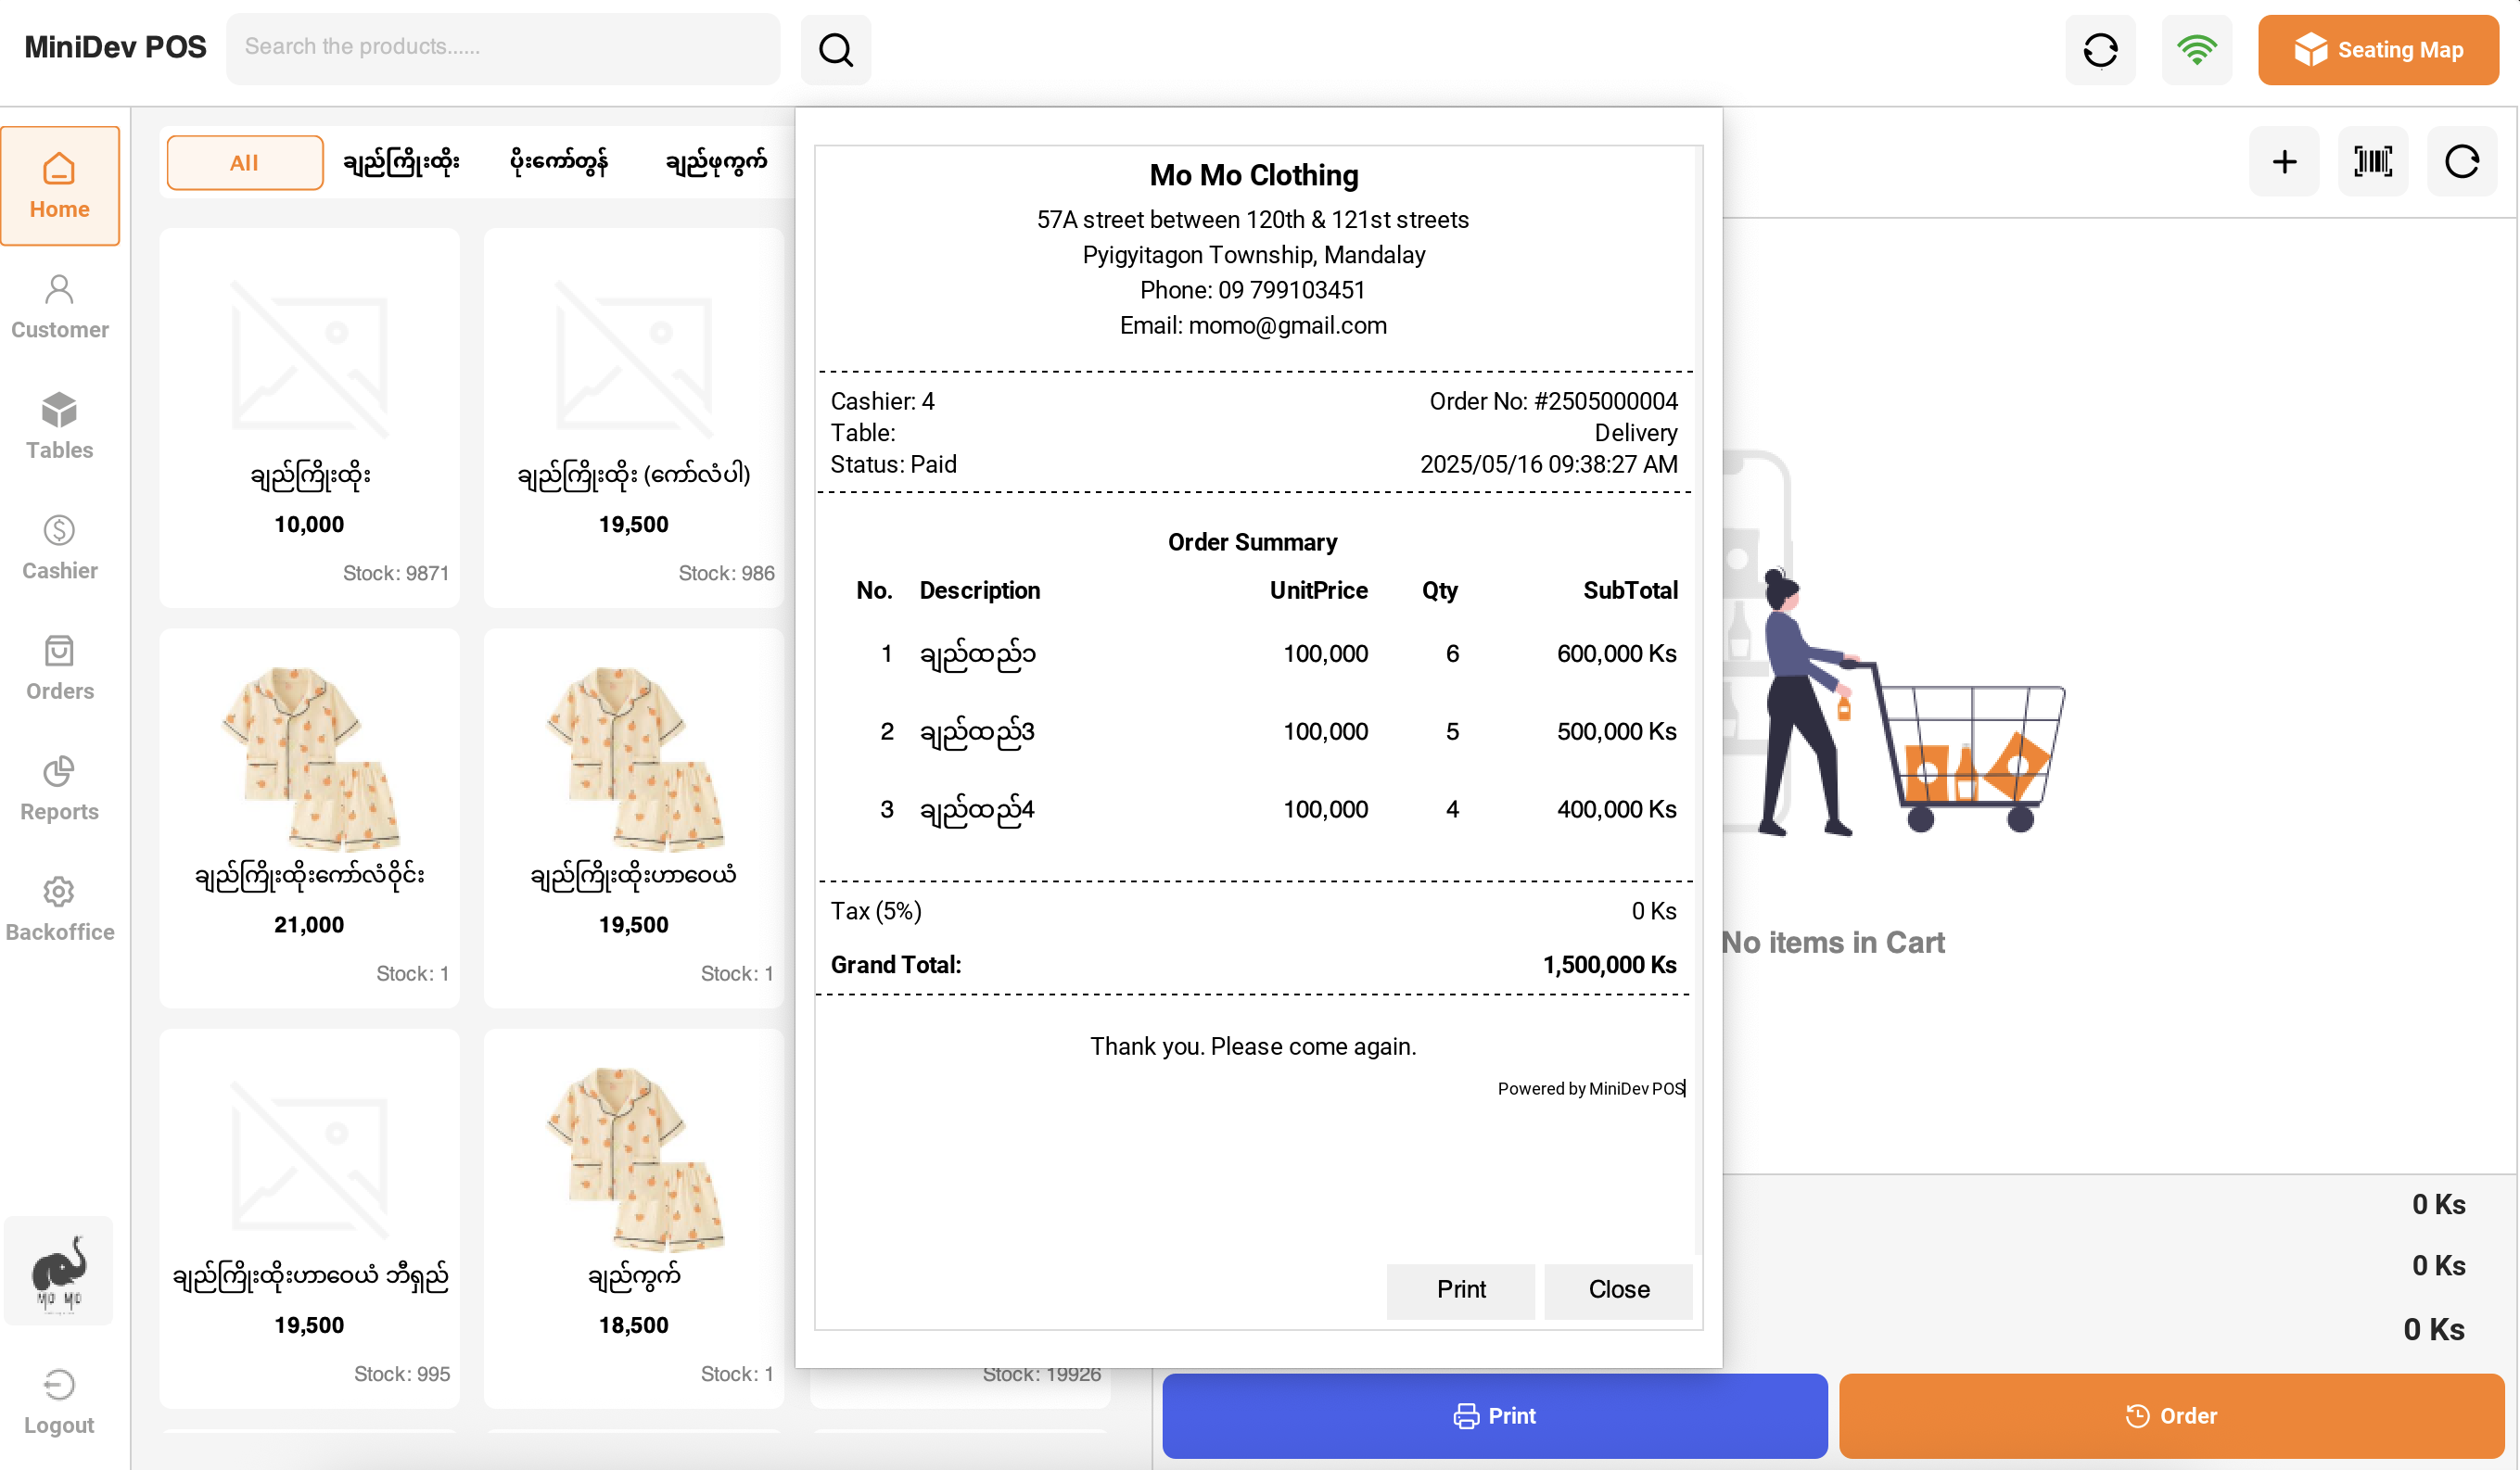 MiniDev POS
Search the products......
Seating Map
Home
Customer
Tables
Cashier
Orders
Reports
Backoffice
MO MO
Logout
All ချည်ကြိုးထိုး ပိုးကော်တွန် ချည်ဖုကွက်
ချည်ကြိုးထိုး
10,000
Stock: 9871
ချည်ကြိုးထိုး (ကော်လံပါ)
19,500
Stock: 986
ချည်ကြိုးထိုးကော်လံဝိုင်း
21,000
Stock: 1
ချည်ကြိုးထိုးဟာဝေယံ
19,500
Stock: 1
ချည်ကြိုးထိုးဟာဝေယံ ဘီရှည်
19,500
Stock: 995
ချည်ကွက်
18,500
Stock: 1
Stock: 19926
Mo Mo Clothing
57A street between 120th & 121st streets
Pyigyitagon Township, Mandalay
Phone: 09 799103451
Email: momo@gmail.com
Cashier: 4 Order No: #2505000004
Table: Delivery
Status: Paid 2025/05/16 09:38:27 AM
Order Summary
No. Description UnitPrice Qty SubTotal
1 ချည်ထည်၁ 100,000 6 600,000 Ks
2 ချည်ထည်3 100,000 5 500,000 Ks
3 ချည်ထည်4 100,000 4 400,000 Ks
Tax (5%) 0 Ks
Grand Total: 1,500,000 Ks
Thank you. Please come again.
Powered by MiniDev POS
Print Close
No items in Cart
0 Ks
0 Ks
0 Ks
Print
Order